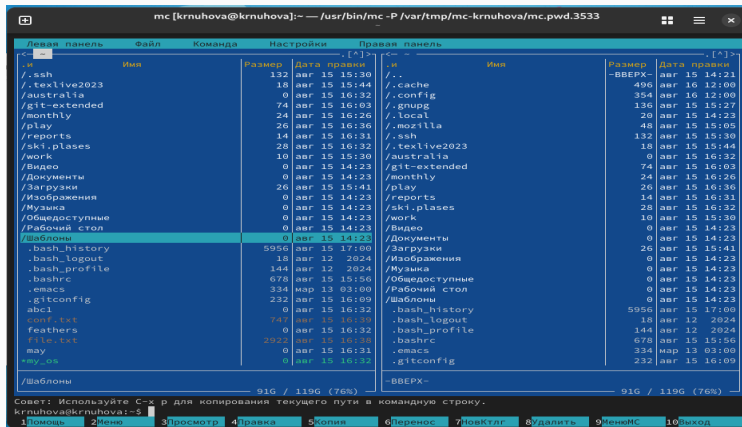 mc [krnuhova@krnuhova]:~ — /usr/bin/mc -P /var/tmp/mc-krnuhova/mc.pwd.3533
Левая панель Файл Команда Настройки Правая панель
<— ~ .[^]> <— ~ .[^]>
.и Имя Размер Дата правки .и Имя Размер Дата правки
/.ssh 132 авг 15 15:30 /.. -ВВЕРХ- авг 15 14:21
/.texlive2023 18 авг 15 15:44 /.cache 496 авг 16 12:00
/australia 0 авг 15 16:32 /.config 354 авг 16 12:00
/git-extended 74 авг 15 16:03 /.gnupg 136 авг 15 15:27
/monthly 24 авг 15 16:26 /.local 20 авг 15 14:23
/play 26 авг 15 16:36 /.mozilla 48 авг 15 15:05
/reports 14 авг 15 16:31 /.ssh 132 авг 15 15:30
/ski.plases 28 авг 15 16:32 /.texlive2023 18 авг 15 15:44
/work 10 авг 15 15:30 /australia 0 авг 15 16:32
/Видео 0 авг 15 14:23 /git-extended 74 авг 15 16:03
/Документы 0 авг 15 14:23 /monthly 24 авг 15 16:26
/Загрузки 26 авг 15 15:41 /play 26 авг 15 16:36
/Изображения 0 авг 15 14:23 /reports 14 авг 15 16:31
/Музыка 0 авг 15 14:23 /ski.plases 28 авг 15 16:32
/Общедоступные 0 авг 15 14:23 /work 10 авг 15 15:30
/Рабочий стол 0 авг 15 14:23 /Видео 0 авг 15 14:23
/Шаблоны 0 авг 15 14:23 /Документы 0 авг 15 14:23
.bash_history 5956 авг 15 17:00 /Загрузки 26 авг 15 15:41
.bash_logout 18 авг 12 2024 /Изображения 0 авг 15 14:23
.bash_profile 144 авг 12 2024 /Музыка 0 авг 15 14:23
.bashrc 678 авг 15 15:56 /Общедоступные 0 авг 15 14:23
.emacs 334 мар 13 03:00 /Рабочий стол 0 авг 15 14:23
.gitconfig 232 авг 15 16:09 /Шаблоны 0 авг 15 14:23
abc1 0 авг 15 16:32 .bash_history 5956 авг 15 17:00
conf.txt 747 авг 15 16:39 .bash_logout 18 авг 12 2024
feathers 0 авг 15 16:32 .bash_profile 144 авг 12 2024
file.txt 2922 авг 15 16:38 .bashrc 678 авг 15 15:56
may 0 авг 15 16:31 .emacs 334 мар 13 03:00
*my_os 0 авг 15 16:32 .gitconfig 232 авг 15 16:09
/Шаблоны -ВВЕРХ-
91G / 119G (76%) 91G / 119G (76%)
Совет: Используйте C-x p для копирования текущего пути в командную строку.
krnuhova@krnuhova:~$
1Помощь 2Меню 3Просмотр 4Правка 5Копия 6Перенос 7НовКтлг 8Удалить 9МенюMC 10Выход